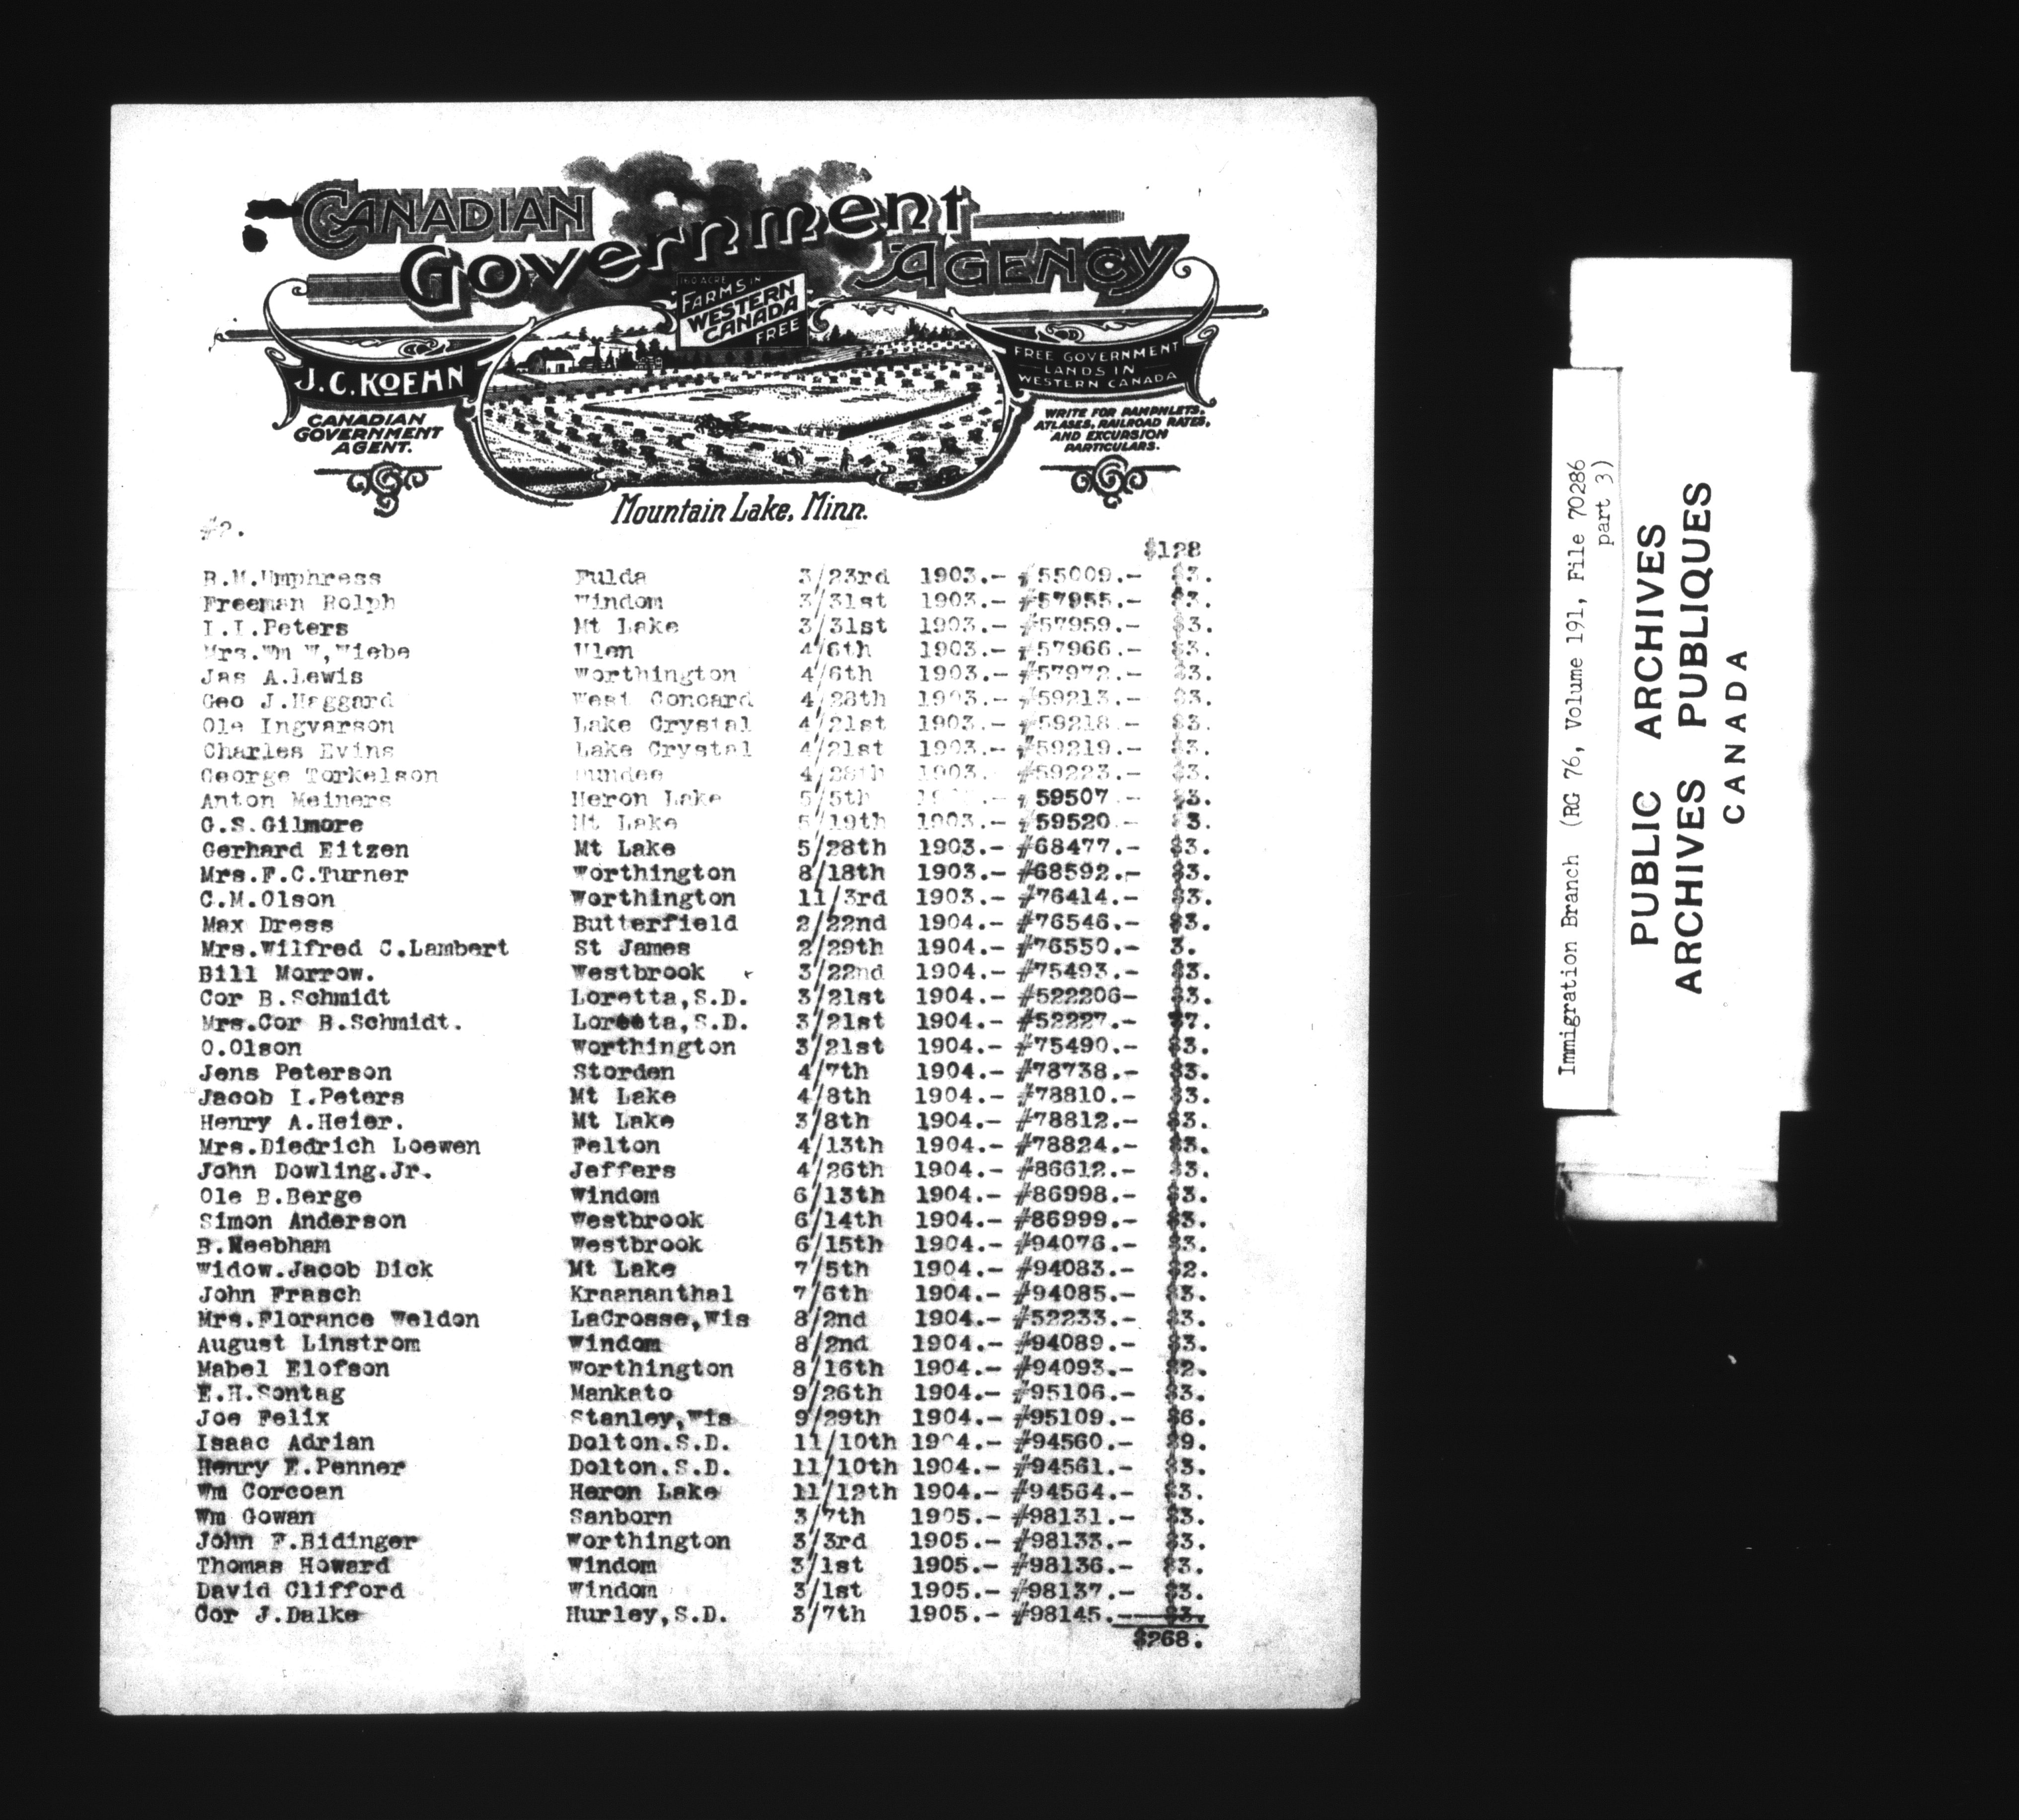 CANADIAN
Government
AGENCY
160 ACRE
FARMS IN
WESTERN
CANADA
FREE
J.C. KOEHN
CANADIAN
GOVERNMENT
AGENT.
FREE GOVERNMENT
LANDS IN
WESTERN CANADA
WRITE FOR PAMPHLETS,
ATLASES, RAILROAD RATES,
AND EXCURSION
PARTICULARS.
Mountain Lake, Minn.
#2.
$128
B.M.Umphress Fulda 3/23rd 1903.- #55009.- $3.
Freeman Rolph Windom 3/31st 1903.- #57955.- $3.
I.I.Peters Mt Lake 3/31st 1903.- #57959.- $3.
Mrs.Wm W,Wiebe Ulen 4/6th 1903.- #57966.- $3.
Jas A.Lewis Worthington 4/6th 1903.- #57972.- $3.
Geo J.Haggard West Concard 4/28th 1903.- #59213.- $3.
Ole Ingvarson Lake Crystal 4/21st 1903.- #59218.- $3.
Charles Evins Lake Crystal 4/21st 1903.- #59219.- $3.
George Torkelson Dundee 4/28th 1903. #59223.- $3.
Anton Meiners Heron Lake 5/5th #59507.- $3.
G.S.Gilmore Mt Lake 5/19th 1903.- #59520.- $3.
Gerhard Eitzen Mt Lake 5/28th 1903.- #68477.- $3.
Mrs.F.C.Turner Worthington 8/18th 1903.- #68592.- $3.
C.M.Olson Worthington 11/3rd 1903.- #76414.- $3.
Max Dress Butterfield 2/22nd 1904.- #76546.- $3.
Mrs.Wilfred C.Lambert St James 2/29th 1904.- #76550.- 3.
Bill Morrow. Westbrook 3/22nd 1904.- #75493.- $3.
Cor B.Schmidt Loretta,S.D. 3/21st 1904.- #522206- $3.
Mrs.Cor B.Schmidt. Loretta,S.D. 3/21st 1904.- #52227.- $7.
O.Olson Worthington 3/21st 1904.- #75490.- $3.
Jens Peterson Storden 4/7th 1904.- #78738.- $3.
Jacob I.Peters Mt Lake 4/8th 1904.- #78810.- $3.
Henry A.Heier. Mt Lake 3/8th 1904.- #78812.- $3.
Mrs.Diedrich Loewen Pelton 4/13th 1904.- #78824.- $3.
John Dowling.Jr. Jeffers 4/26th 1904.- #86612.- $3.
Ole B.Berge Windom 6/13th 1904.- #86998.- $3.
Simon Anderson Westbrook 6/14th 1904.- #86999.- $3.
B.Neebham Westbrook 6/15th 1904.- #94076.- $3.
Widow.Jacob Dick Mt Lake 7/5th 1904.- #94083.- $2.
John Frasch Kraananthal 7/6th 1904.- #94085.- $3.
Mrs.Florance Weldon LaCrosse,Wis 8/2nd 1904.- #52233.- $3.
August Linstrom Windom 8/2nd 1904.- #94089.- $3.
Mabel Elofson Worthington 8/16th 1904.- #94093.- $2.
E.H.Sontag Mankato 9/26th 1904.- #95106.- $3.
Joe Felix Stanley,Wis 9/29th 1904.- #95109.- $6.
Isaac Adrian Dolton.S.D. 11/10th 1904.- #94560.- $9.
Henry E.Penner Dolton.S.D. 11/10th 1904.- #94561.- $3.
Wm Corcoan Heron Lake 11/12th 1904.- #94564.- $3.
Wm Gowan Sanborn 3/7th 1905.- #98131.- $3.
John F.Bidinger Worthington 3/3rd 1905.- #98133.- $3.
Thomas Howard Windom 3/1st 1905.- #98136.- $3.
David Clifford Windom 3/1st 1905.- #98137.- $3.
Cor J.Dalke Hurley,S.D. 3/7th 1905.- #98145.- $3.
$268.
Immigration Branch (RG 76, Volume 191, File 70286
part 3)
PUBLIC ARCHIVES
ARCHIVES PUBLIQUES
CANADA